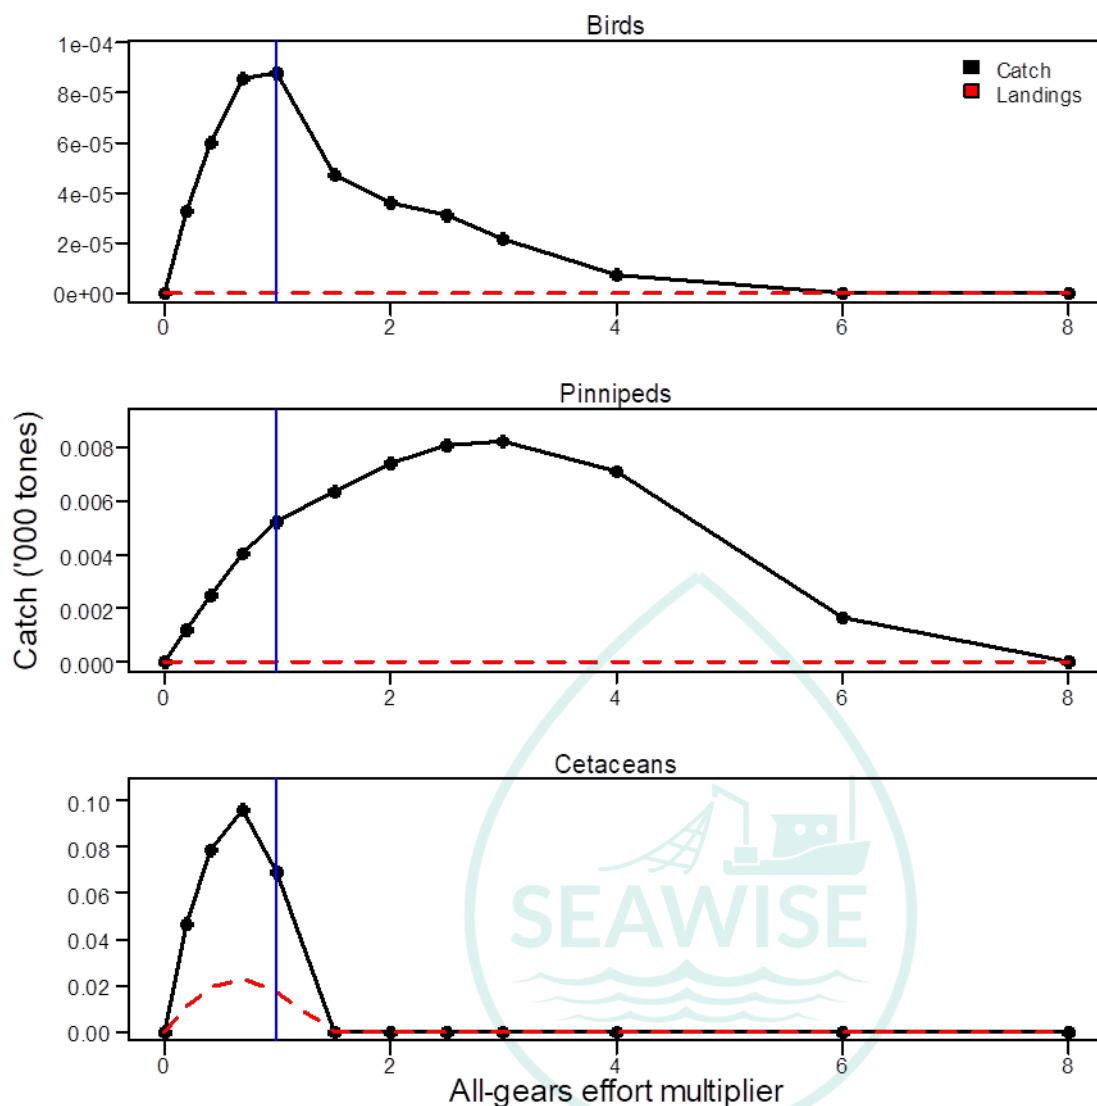 Birds
1e-04
8e-05
6e-05
4e-05
2e-05
0e+00
Catch
Landings
0 2 4 6 8
Pinnipeds
Catch ('000 tones)
0.008
0.006
0.004
0.002
0.000
0 2 4 6 8
Cetaceans
0.10
0.08
0.06
0.04
0.02
0.00
SEAWISE
0 2 4 6 8
All-gears effort multiplier